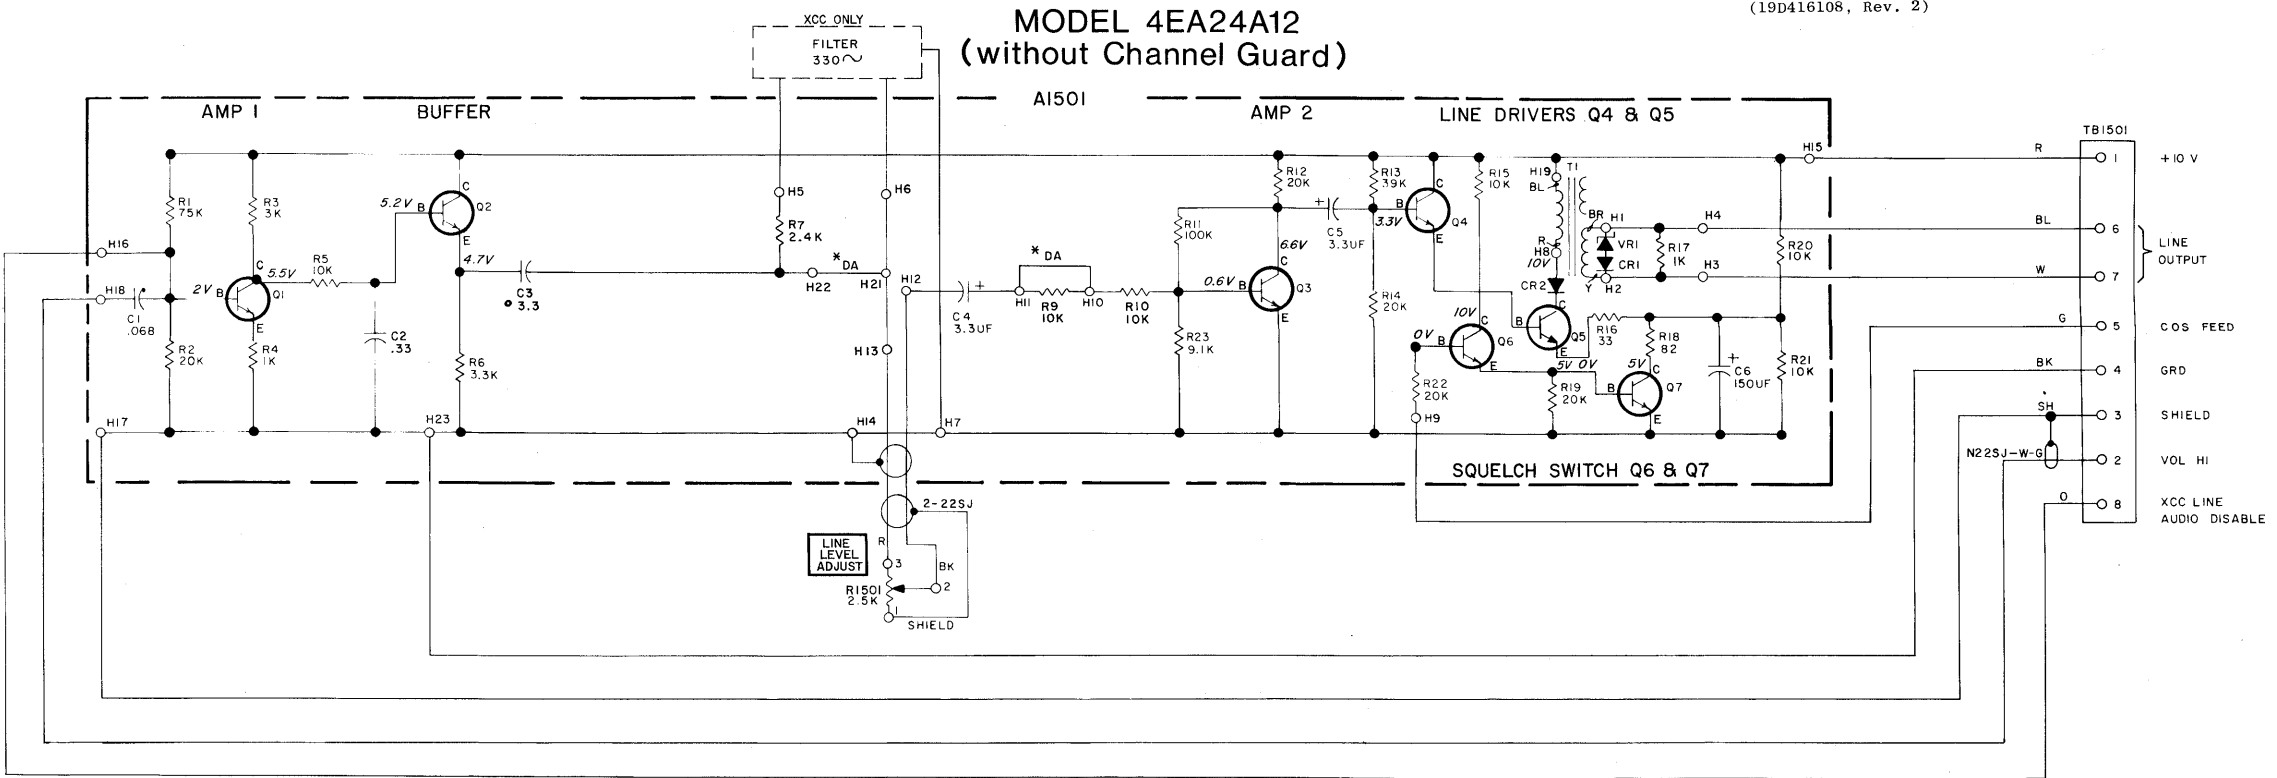 MODEL 4EA24A12
(without Channel Guard)
(19D416108, Rev. 2)
XCC ONLY
FILTER
330~
A1501
AMP 1
BUFFER
AMP 2
LINE DRIVERS Q4 & Q5
R1
75K
R3
3K
5.2V B
C
Q2
E
4.7V
H16
H18
C1
.068
2V B
C
5.5V
Q1
E
R5
10K
R2
20K
R4
1K
C2
.33
R6
3.3K
C3
3.3
H5
R7
2.4K
H6
* DA
H22
H21
H12
H13
C4
+
3.3UF
* DA
H11
R9
10K
H10
R10
10K
R11
100K
R12
20K
6.6V
C
0.6V B
Q3
E
R23
9.1K
+
C5
3.3UF
R13
39K
3.3V
B
C
Q4
E
R14
20K
R15
10K
H19
BL
T1
R
H8
10V
CR2
BR
H1
VR1
CR1
Y
H2
R17
1K
H4
H3
R20
10K
H15
10V
C
0V B
Q6
E
B
C
Q5
E
R16
33
5V
0V
R18
82
5V
C
B
Q7
E
R19
20K
+
C6
150UF
R21
10K
R22
20K
H9
H17
H23
H14
H7
SQUELCH SWITCH Q6 & Q7
2-22SJ
LINE
LEVEL
ADJUST
R
3
BK
2
R1501
2.5K
1
SHIELD
TB1501
R
1
+10 V
BL
6
W
7
LINE
OUTPUT
G
5
COS FEED
BK
4
GRD
SH
3
SHIELD
N22SJ-W-G
2
VOL HI
O
8
XCC LINE
AUDIO DISABLE